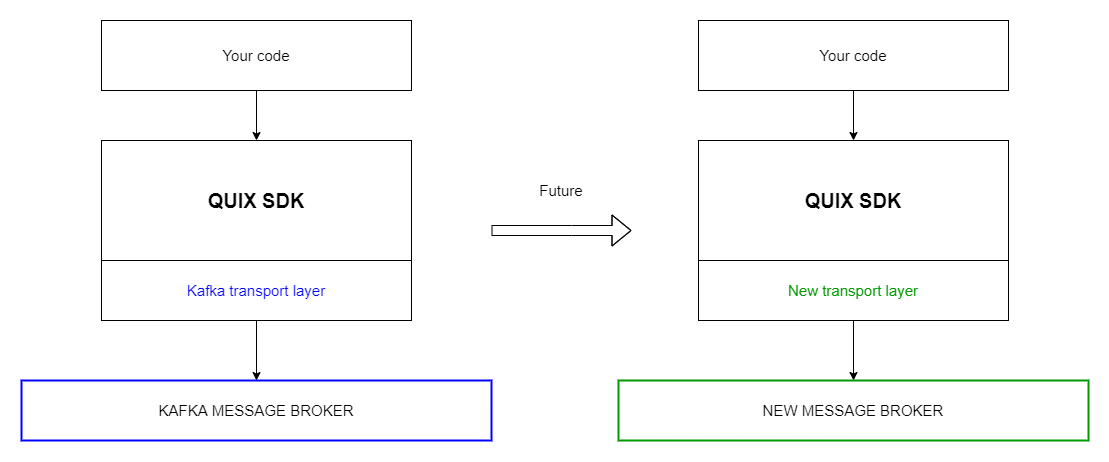 Your code
QUIX SDK
Kafka transport layer
KAFKA MESSAGE BROKER
Future
Your code
QUIX SDK
New transport layer
NEW MESSAGE BROKER